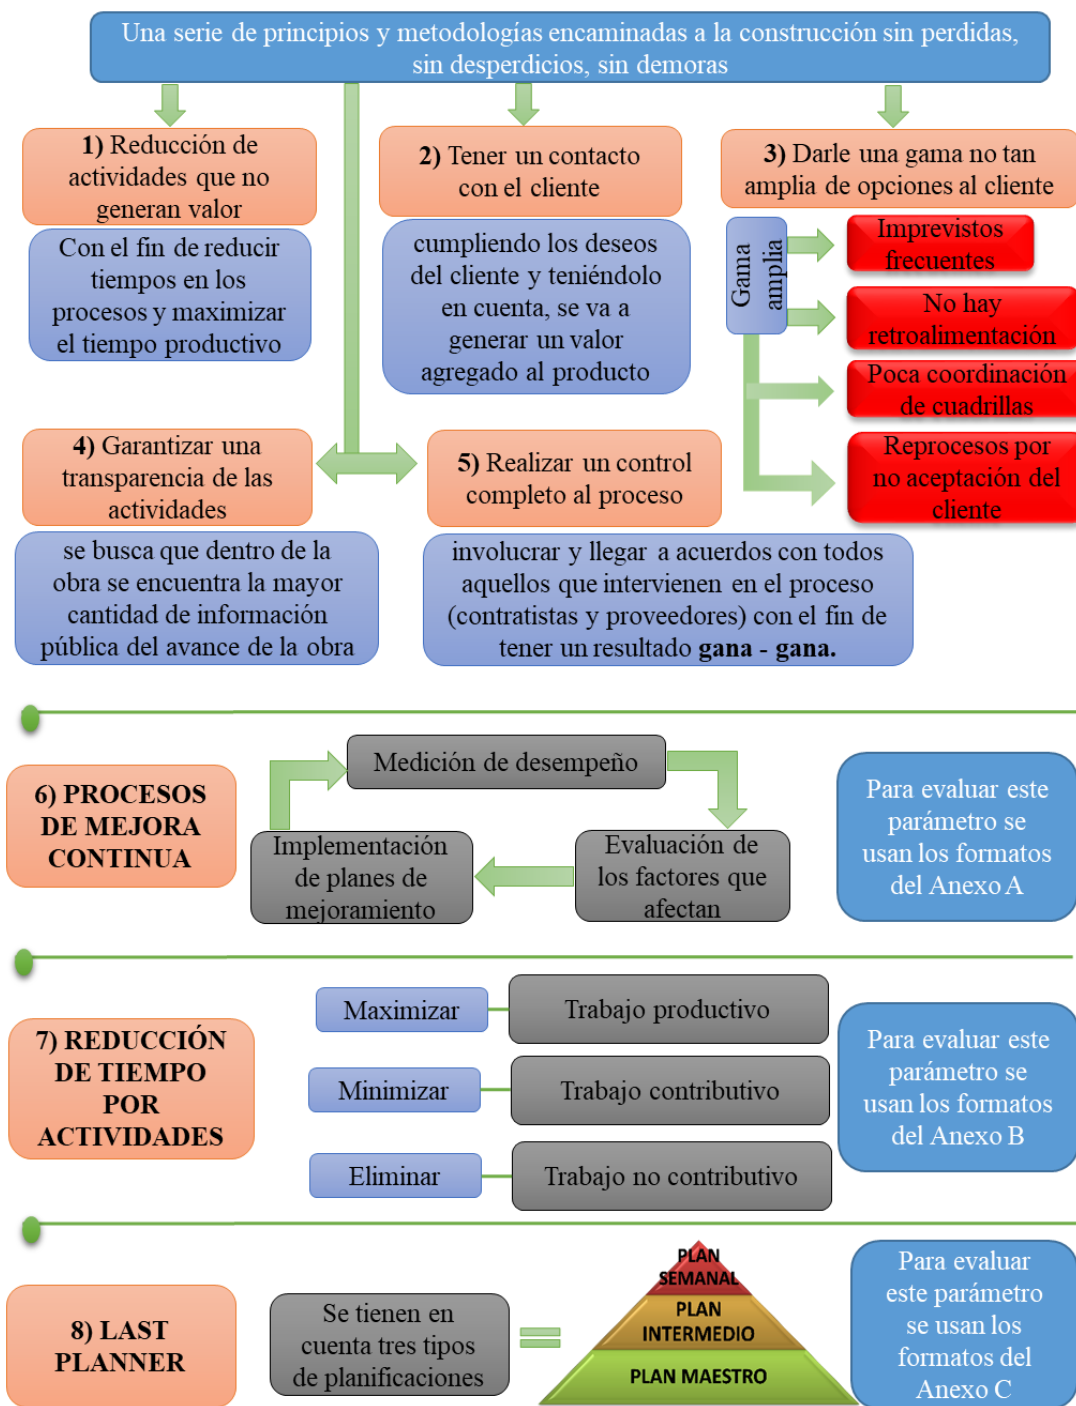 Una serie de principios y metodologías encaminadas a la construcción sin perdidas,
sin desperdicios, sin demoras
1) Reducción de
actividades que no
generan valor
Con el fin de reducir
tiempos en los
procesos y maximizar
el tiempo productivo
2) Tener un contacto
con el cliente
cumpliendo los deseos
del cliente y teniéndolo
en cuenta, se va a
generar un valor
agregado al producto
3) Darle una gama no tan
amplia de opciones al cliente
Gama
amplia
Imprevistos
frecuentes
No hay
retroalimentación
Poca coordinación
de cuadrillas
Reprocesos por
no aceptación del
cliente
4) Garantizar una
transparencia de las
actividades
se busca que dentro de la
obra se encuentra la mayor
cantidad de información
pública del avance de la obra
5) Realizar un control
completo al proceso
involucrar y llegar a acuerdos con todos
aquellos que intervienen en el proceso
(contratistas y proveedores) con el fin de
tener un resultado gana - gana.
6) PROCESOS
DE MEJORA
CONTINUA
Medición de desempeño
Implementación
de planes de
mejoramiento
Evaluación de
los factores que
afectan
Para evaluar este
parámetro se
usan los formatos
del Anexo A
7) REDUCCIÓN
DE TIEMPO
POR
ACTIVIDADES
Maximizar
Trabajo productivo
Minimizar
Trabajo contributivo
Eliminar
Trabajo no contributivo
Para evaluar este
parámetro se
usan los formatos
del Anexo B
8) LAST
PLANNER
Se tienen en
cuenta tres tipos
de planificaciones
PLAN
SEMANAL
PLAN
INTERMEDIO
PLAN MAESTRO
Para evaluar
este parámetro
se usan los
formatos del
Anexo C